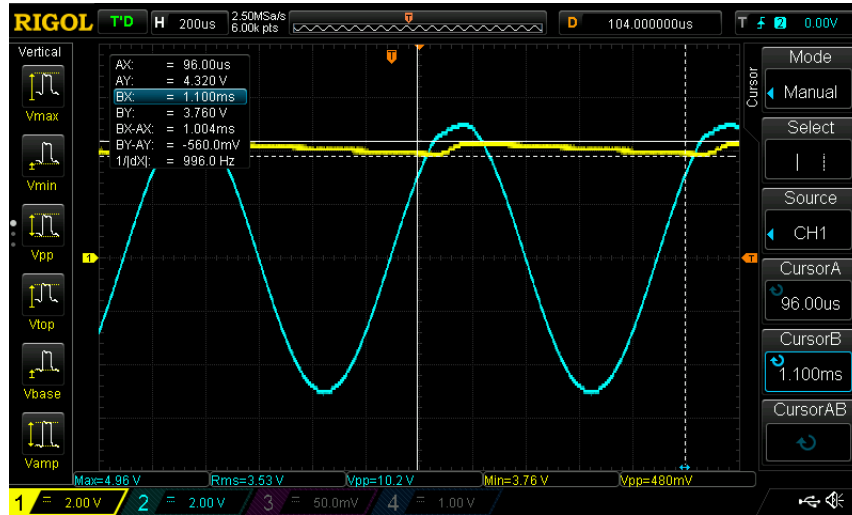 RIGOL T'D H 200us 2.50MSa/s 6.00k pts D 104.000000us T 2 0.00V
Vertical
Vmax
Vmin
Vpp
Vtop
Vbase
Vamp
AX: = 96.00us
AY: = 4.320 V
BX: = 1.100ms
BY: = 3.760 V
BX-AX: = 1.004ms
BY-AY: = -560.0mV
1/|dX|: = 996.0 Hz
T
1
T
Cursor
Mode
Manual
Select
Source
CH1
CursorA
96.00us
CursorB
1.100ms
CursorAB
Max=4.96 V Rms=3.53 V Vpp=10.2 V Min=3.76 V Vpp=480mV
1 = 2.00 V 2 = 2.00 V 3 = 50.0mV 4 = 1.00 V